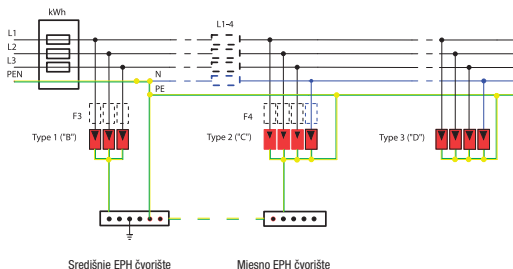 kWh
L1-4
L1
L2
L3
PEN
N
PE
F3
F4
Type 1 ("B")
Type 2 ("C")
Type 3 ("D")
Središnje EPH čvorište
Mjesno EPH čvorište